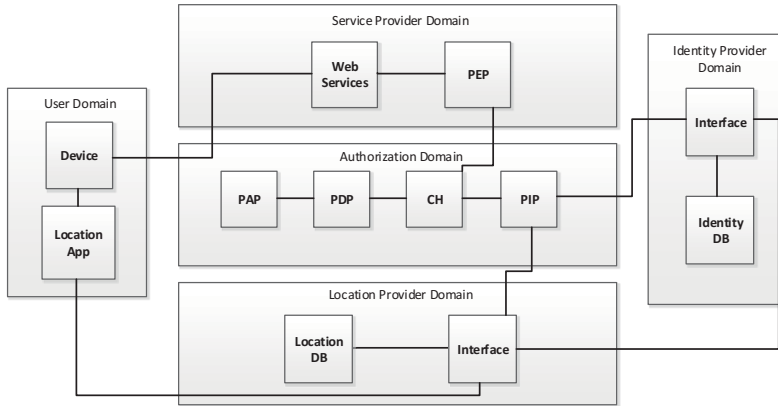 Service Provider Domain
Web
Services
PEP
Identity Provider
Domain
Interface
Identity
DB
User Domain
Device
Location
App
Authorization Domain
PAP
PDP
CH
PIP
Location Provider Domain
Location
DB
Interface